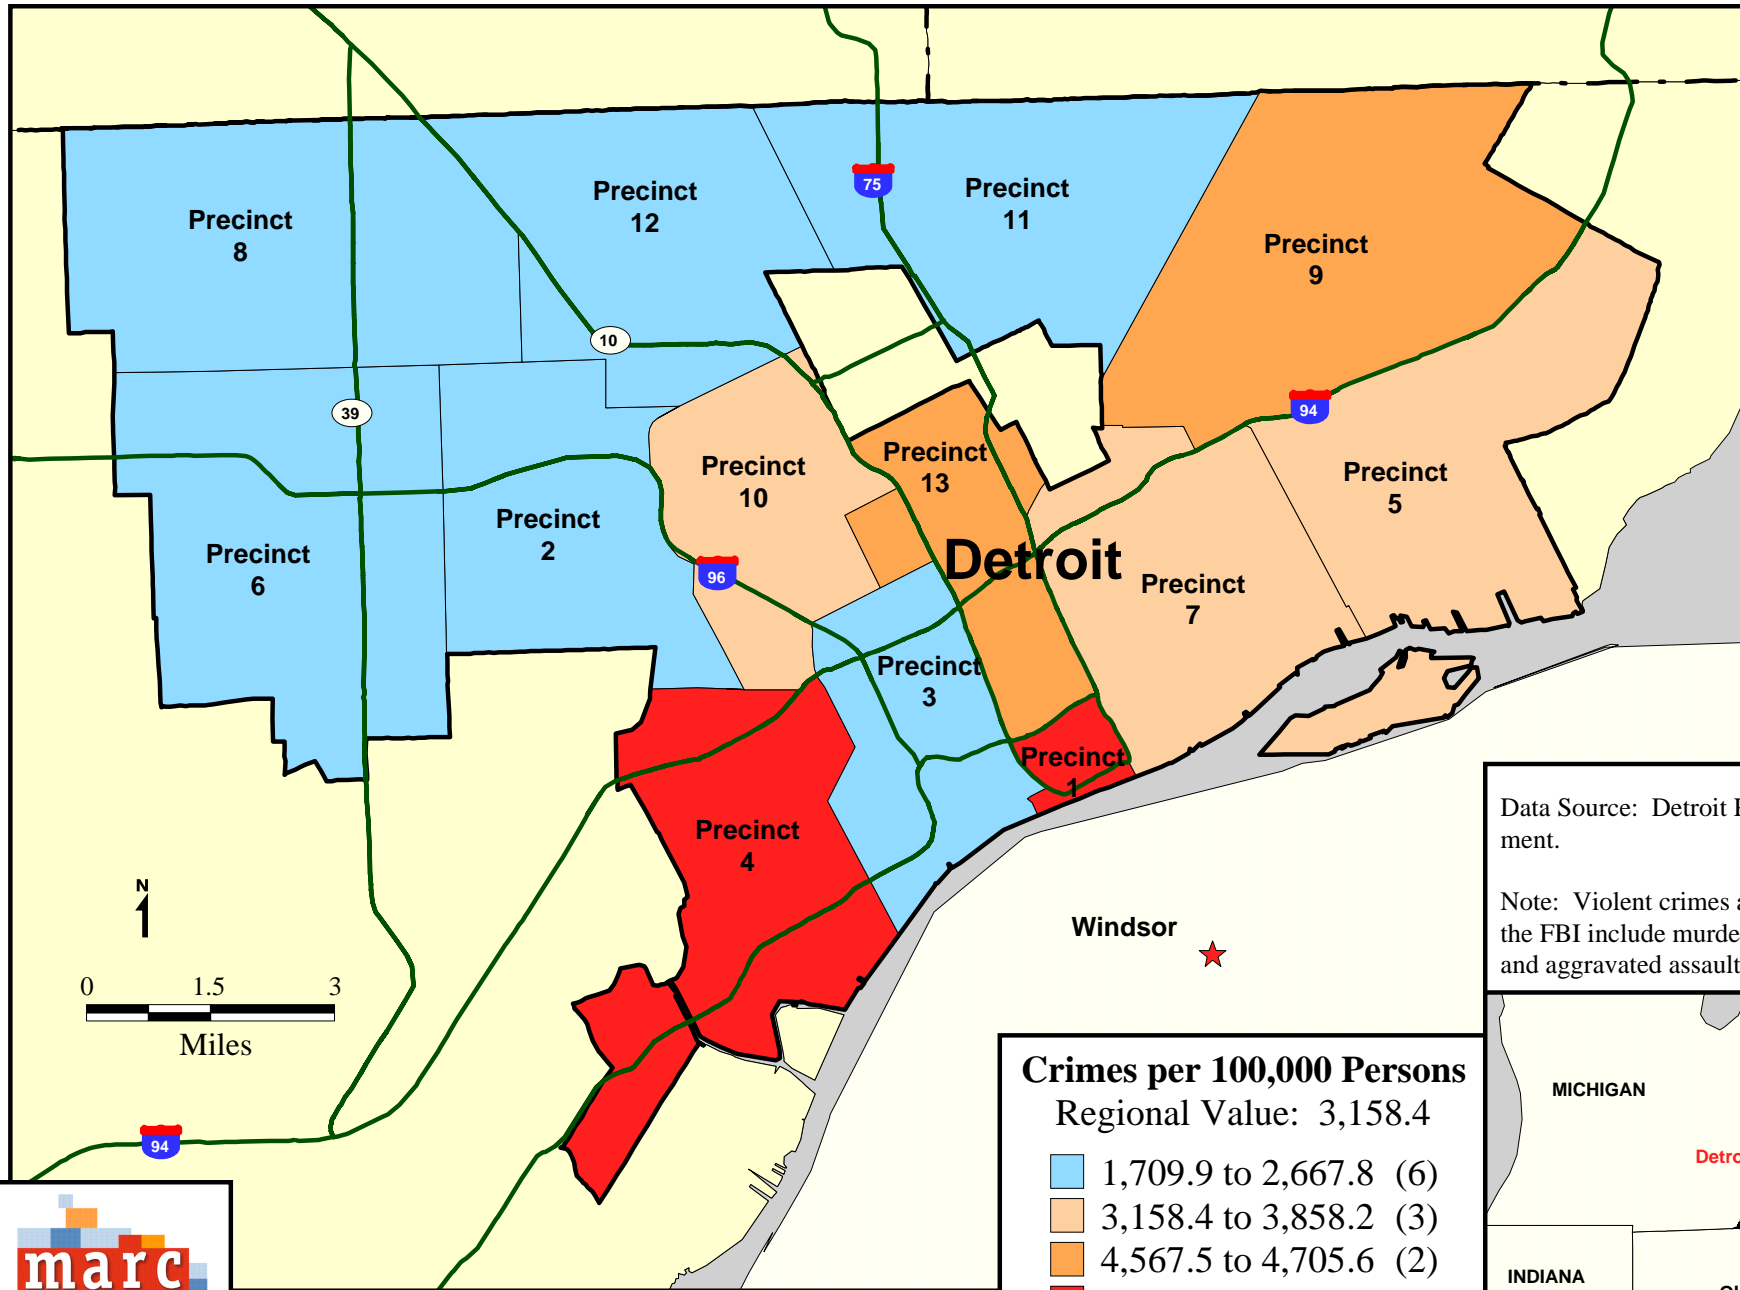 75
Precinct
12
Precinct
11
Precinct
8
Precinct
9
10
39
94
Precinct
13
Precinct
10
Precinct
5
Precinct
2
Detroit
Precinct
6
96
Precinct
7
Precinct
3
Precinct
1
Precinct
4
N
0 1.5 3
Miles
94
Windsor
Data Source: Detroit
ment.
Note: Violent crimes
the FBI include
and aggravated assault
Crimes per 100,000 Persons
Regional Value: 3,158.4
1,709.9 to 2,667.8 (6)
3,158.4 to 3,858.2 (3)
4,567.5 to 4,705.6 (2)
MICHIGAN
INDIANA
marc